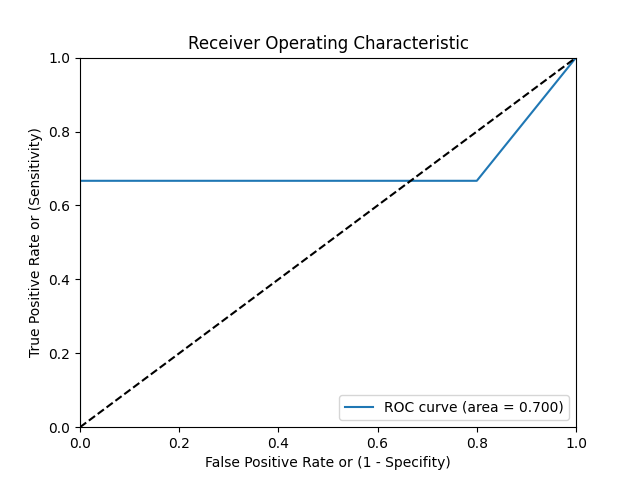 Receiver Operating Characteristic
1.0
0.8
0.6
0.4
0.2
0.0
True Positive Rate or (Sensitivity)
ROC curve (area = 0.700)
0.0 0.2 0.4 0.6 0.8 1.0
False Positive Rate or (1 - Specifity)